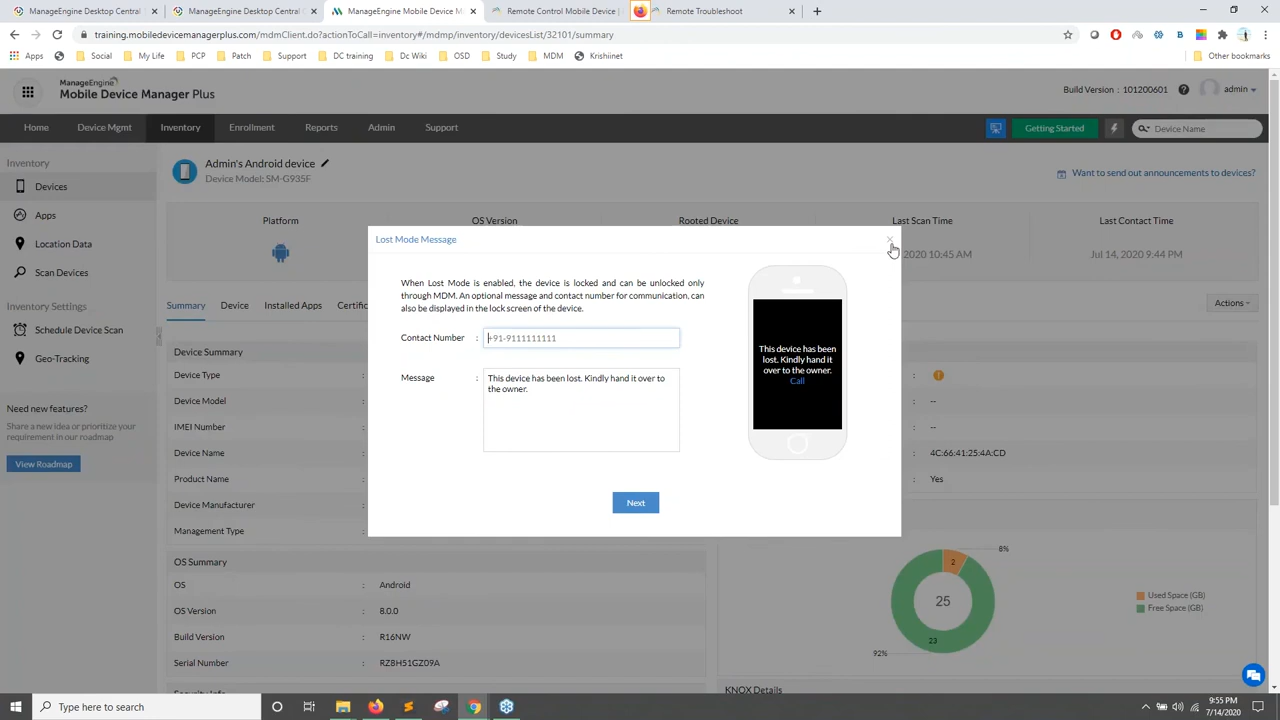 ManageEngine Desktop Central
ManageEngine Desktop Central
ManageEngine Mobile Device Man
Remote Control Mobile Device |
Remote Troubleshoot
training.mobiledevicemanagerplus.com/mdmClient.do?actionToCall=inventory#/mdmp/inventory/devicesList/32101/summary
Apps
Social
My Life
PCP
Patch
Support
DC training
Dc Wiki
OSD
Study
MDM
Krishiinet
Other bookmarks
ManageEngine
Mobile Device Manager Plus
Build Version : 101200601
admin
Home
Device Mgmt
Inventory
Enrollment
Reports
Admin
Support
Getting Started
Device Name
Inventory
Devices
Apps
Location Data
Scan Devices
Inventory Settings
Schedule Device Scan
Geo-Tracking
Need new features?
Share a new idea or prioritize your
requirement in our roadmap
View Roadmap
Admin's Android device
Device Model: SM-G935F
Want to send out announcements to devices?
Platform
OS Version
Rooted Device
Last Scan Time
Last Contact Time
2020 10:45 AM
Jul 14, 2020 9:44 PM
Summary
Device
Installed Apps
Certific
Actions
Lost Mode Message
When Lost Mode is enabled, the device is locked and can be unlocked only
through MDM. An optional message and contact number for communication, can
also be displayed in the lock screen of the device.
Contact Number :
+91-9111111111
Message :
This device has been lost. Kindly hand it over to
the owner.
Next
This device has been
lost. Kindly hand it
over to the owner.
Call
Device Summary
Device Type :
Device Model : --
IMEI Number : --
Device Name : 4C:66:41:25:4A:CD
Product Name : Yes
Device Manufacturer :
Management Type :
OS Summary
OS : Android
OS Version : 8.0.0
Build Version : R16NW
Serial Number : RZ8H51GZ09A
Security Info
8%
2
25
23
92%
Used Space (GB)
Free Space (GB)
KNOX Details
Type here to search
9:55 PM
7/14/2020